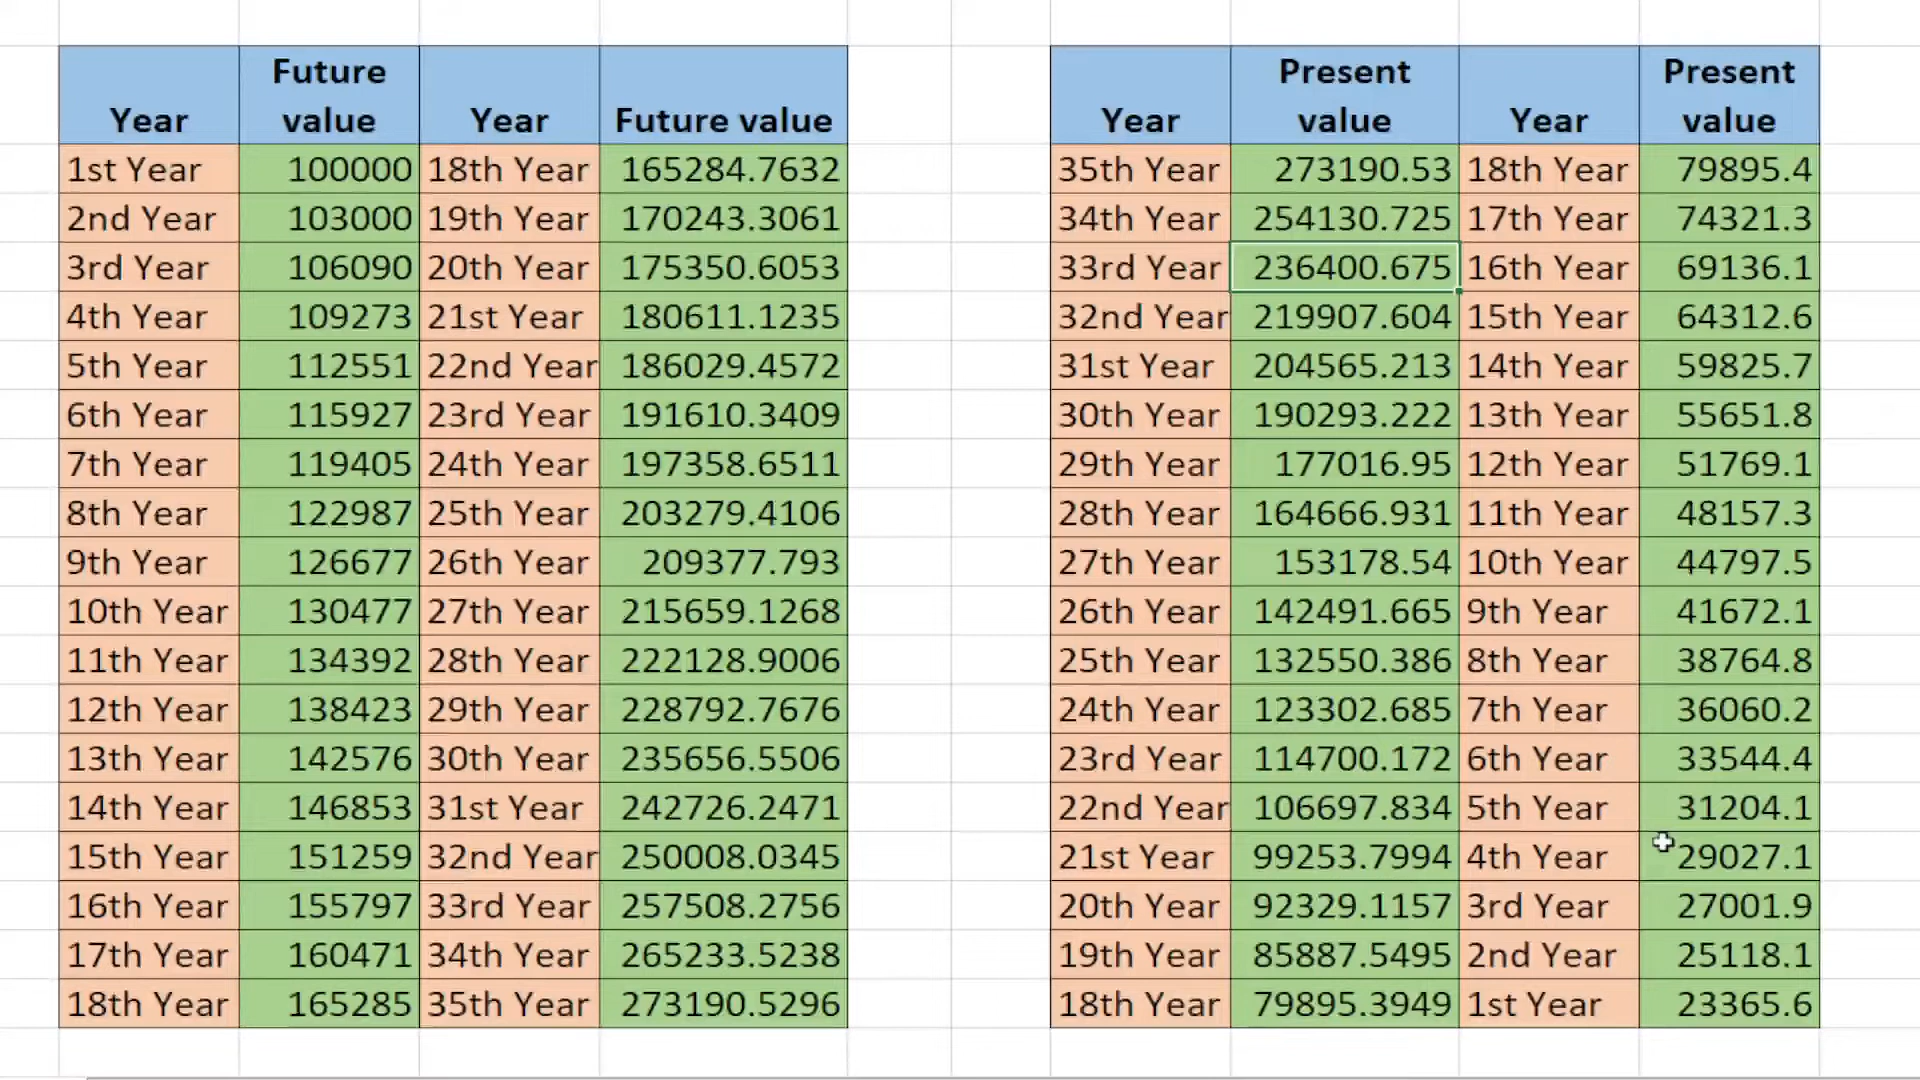 Year Future value Year Future value
1st Year 100000 18th Year 165284.7632
2nd Year 103000 19th Year 170243.3061
3rd Year 106090 20th Year 175350.6053
4th Year 109273 21st Year 180611.1235
5th Year 112551 22nd Year 186029.4572
6th Year 115927 23rd Year 191610.3409
7th Year 119405 24th Year 197358.6511
8th Year 122987 25th Year 203279.4106
9th Year 126677 26th Year 209377.793
10th Year 130477 27th Year 215659.1268
11th Year 134392 28th Year 222128.9006
12th Year 138423 29th Year 228792.7676
13th Year 142576 30th Year 235656.5506
14th Year 146853 31st Year 242726.2471
15th Year 151259 32nd Year 250008.0345
16th Year 155797 33rd Year 257508.2756
17th Year 160471 34th Year 265233.5238
18th Year 165285 35th Year 273190.5296
Year Present value Year Present value
35th Year 273190.53 18th Year 79895.4
34th Year 254130.725 17th Year 74321.3
33rd Year 236400.675 16th Year 69136.1
32nd Year 219907.604 15th Year 64312.6
31st Year 204565.213 14th Year 59825.7
30th Year 190293.222 13th Year 55651.8
29th Year 177016.95 12th Year 51769.1
28th Year 164666.931 11th Year 48157.3
27th Year 153178.54 10th Year 44797.5
26th Year 142491.665 9th Year 41672.1
25th Year 132550.386 8th Year 38764.8
24th Year 123302.685 7th Year 36060.2
23rd Year 114700.172 6th Year 33544.4
22nd Year 106697.834 5th Year 31204.1
21st Year 99253.7994 4th Year 29027.1
20th Year 92329.1157 3rd Year 27001.9
19th Year 85887.5495 2nd Year 25118.1
18th Year 79895.3949 1st Year 23365.6